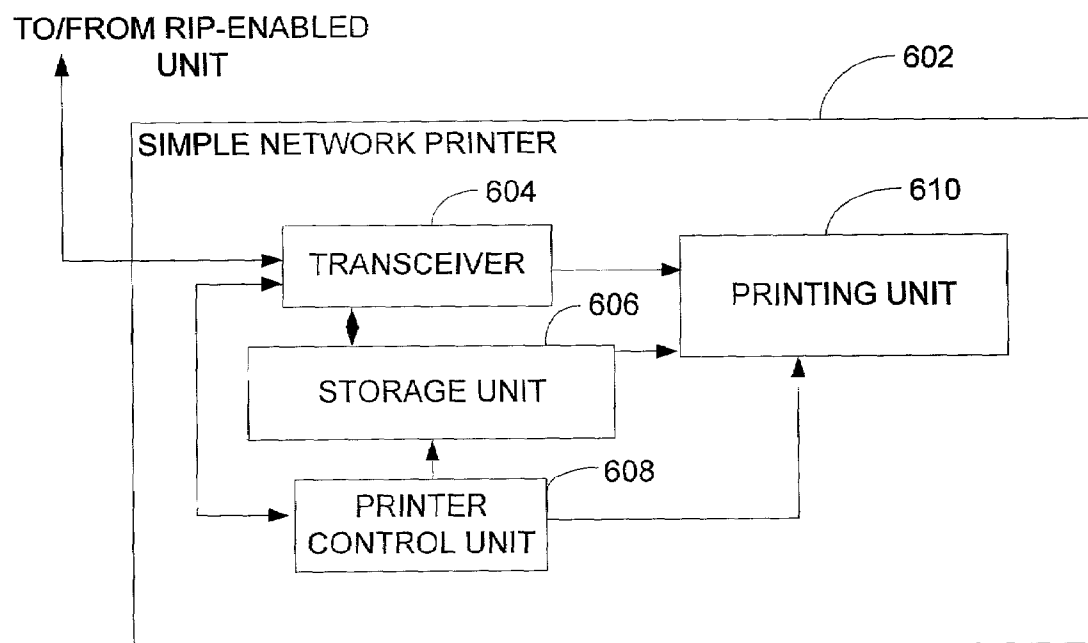 TO/FROM RIP-ENABLED
UNIT
602
SIMPLE NETWORK PRINTER
604
610
TRANSCEIVER
PRINTING UNIT
606
STORAGE UNIT
608
PRINTER
CONTROL UNIT